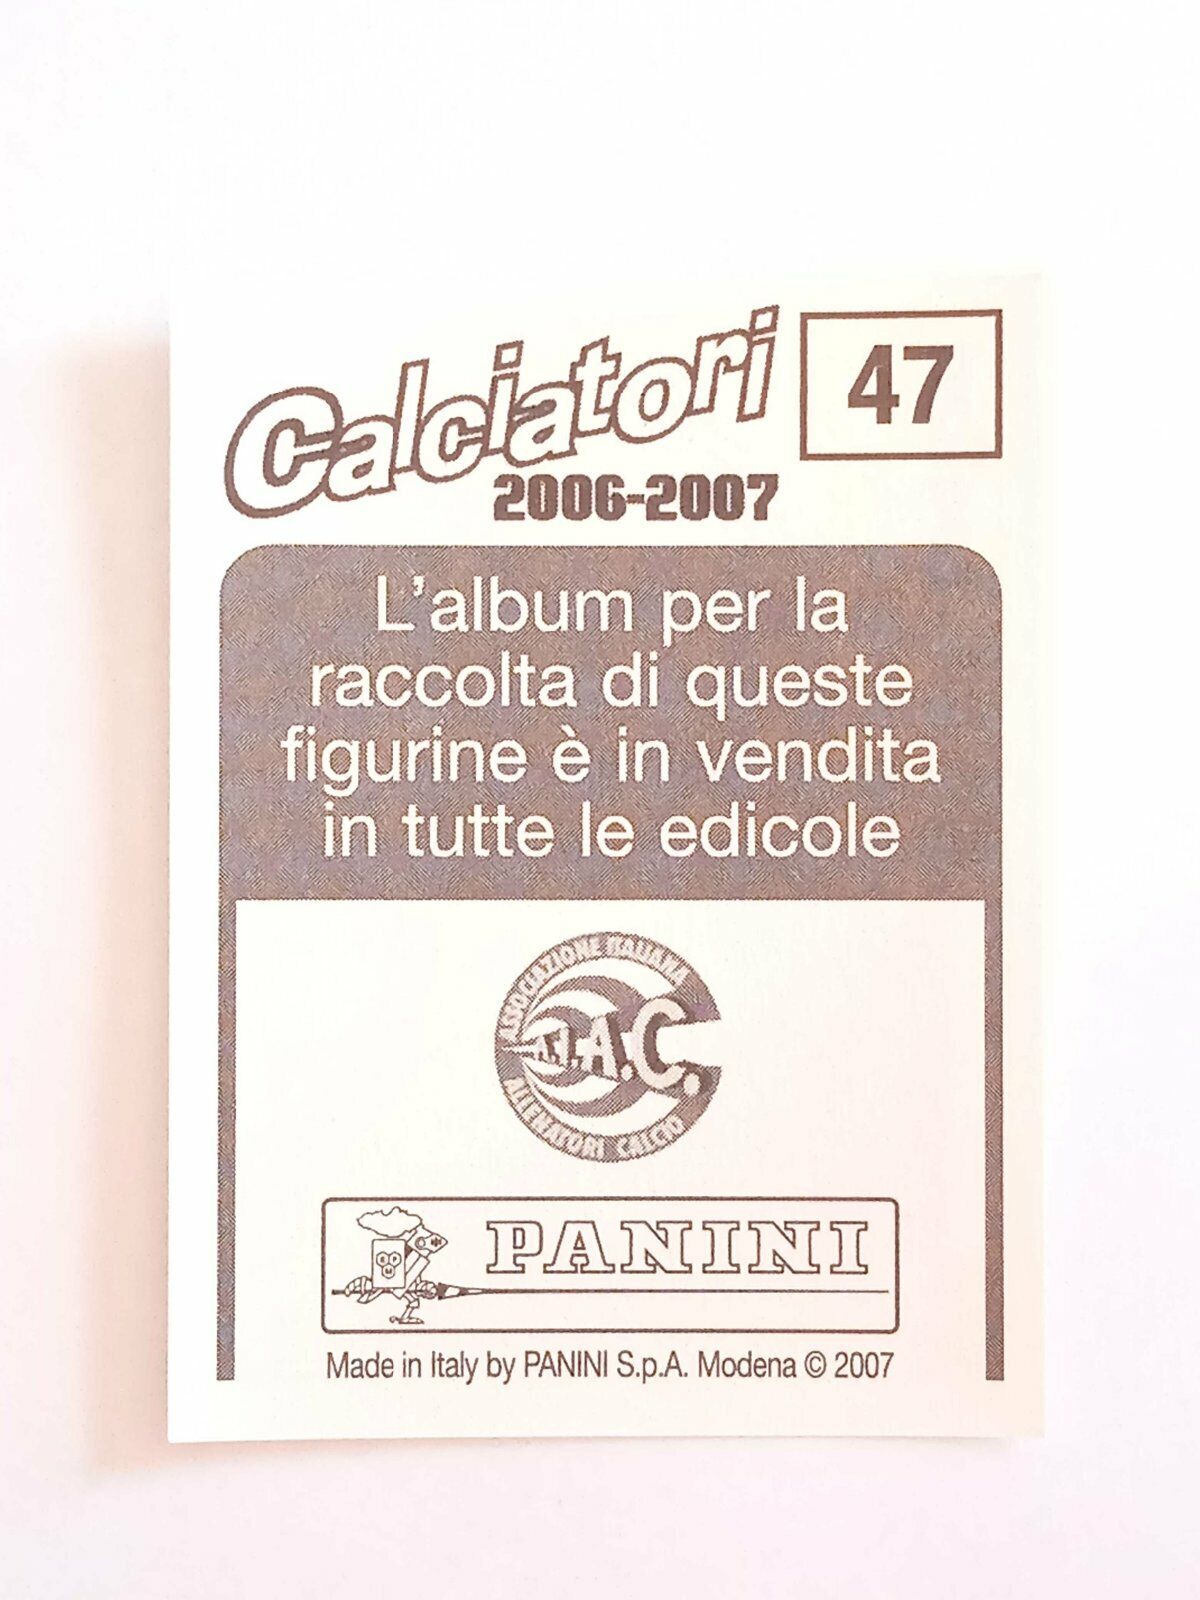 Calciatori
2006-2007
47
L'album per la
raccolta di queste
figurine è in vendita
in tutte le edicole
ASSOCIAZIONE ITALIANA
A.I.A.C.
ALLENATORI CALCIO
PANINI
Made in Italy by PANINI S.p.A. Modena © 2007